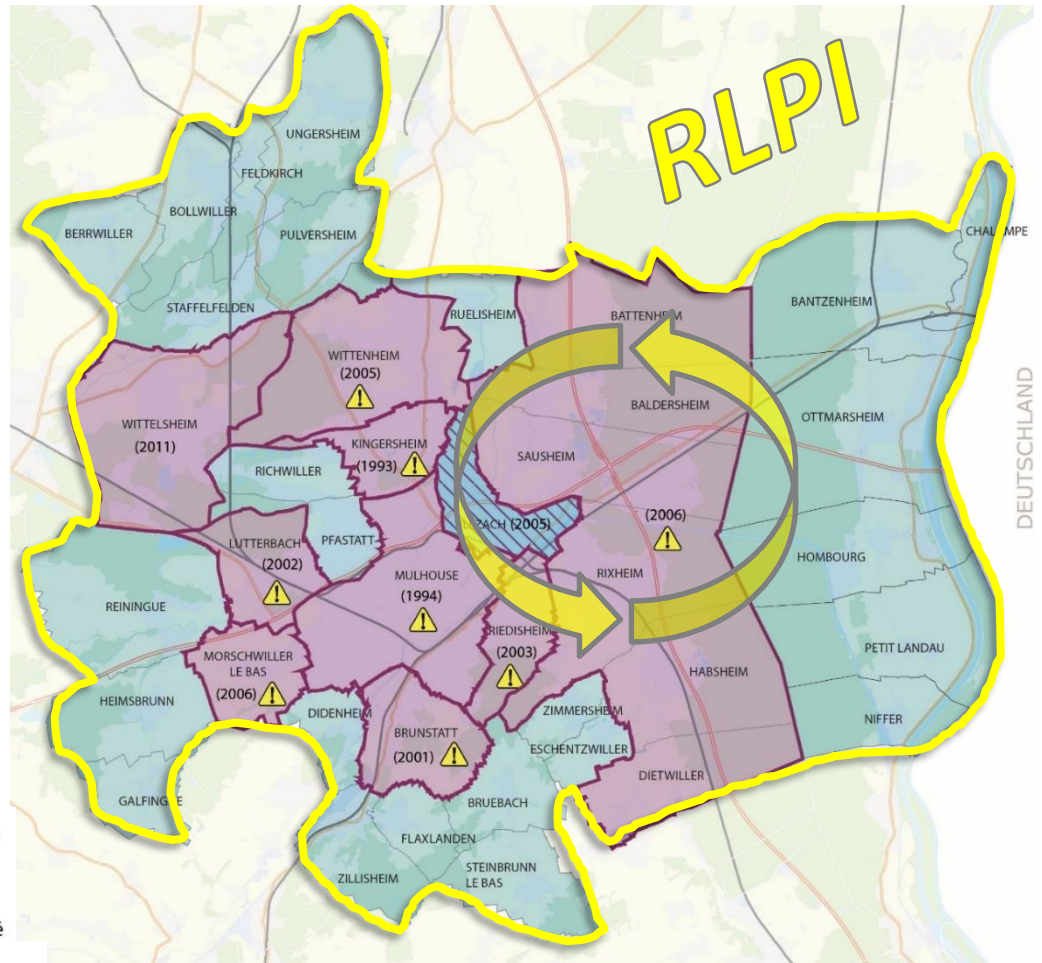 RLPI
UNGERSHEIM
FELDKIRCH
BOLLWILLER
BERRWILLER
PULVERSHEIM
CHALAMPE
STAFFELFELDEN
RUELISHEIM
BATTENHEIM
BANTZENHEIM
WITTENHEIM
(2005)
BALDERSHEIM
OTTMARSHEIM
WITTELSHEIM
(2011)
KINGERSHEIM
(1993)
SAUSHEIM
DEUTSCHLAND
RICHWILLER
ILLZACH (2005)
(2006)
PFASTATT
LUTTERBACH
(2002)
HOMBOURG
RIXHEIM
MULHOUSE
(1994)
REININGUE
RIEDISHEIM
(2003)
PETIT LANDAU
MORSCHWILLER
LE BAS
(2006)
HABSHEIM
HEIMSBRUNN
DIDENHEIM
ZIMMERSHEIM
NIFFER
BRUNSTATT
(2001)
ESCHENTZWILLER
DIETWILLER
GALFINGUE
BRUEBACH
FLAXLANDEN
ZILLISHEIM
STEINBRUNN
LE BAS
é